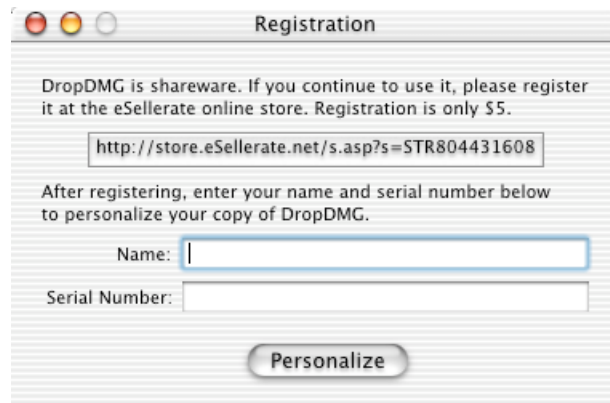 Registration
DropDMG is shareware. If you continue to use it, please register
it at the eSellerate online store. Registration is only $5.
http://store.eSellerate.net/s.asp?s=STR804431608
After registering, enter your name and serial number below
to personalize your copy of DropDMG.
Name:
Serial Number:
Personalize